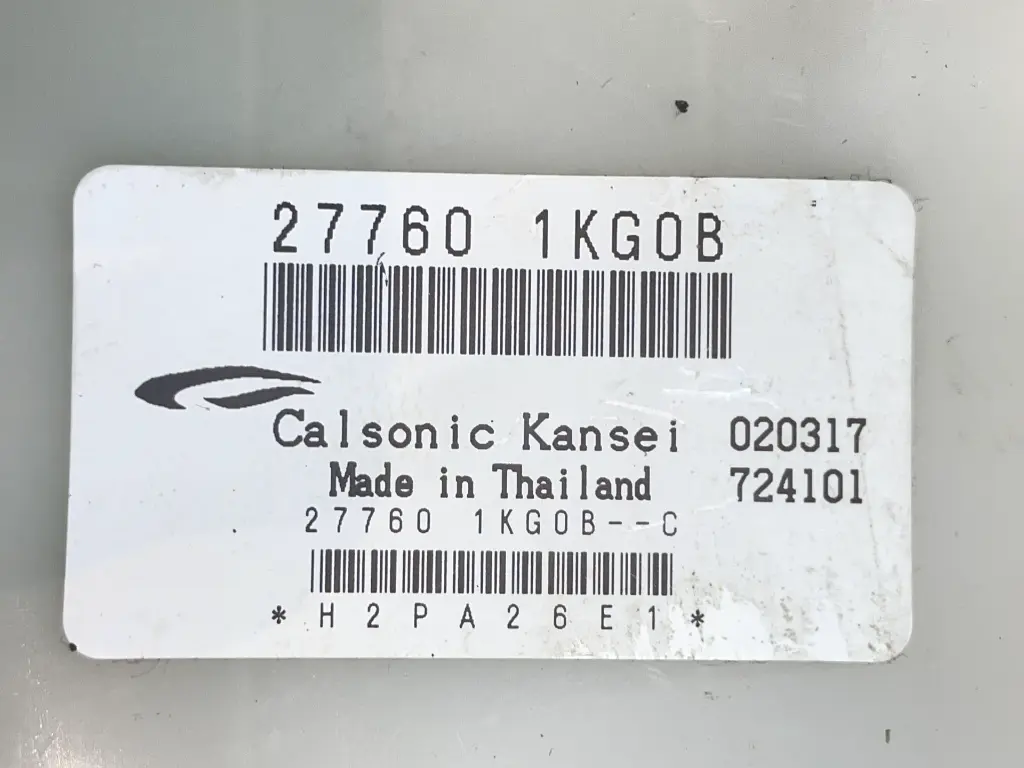 27760 1KG0B
Calsonic Kansei 020317
Made in Thailand 724101
27760 1KG0B--C
*H2PA26E1*